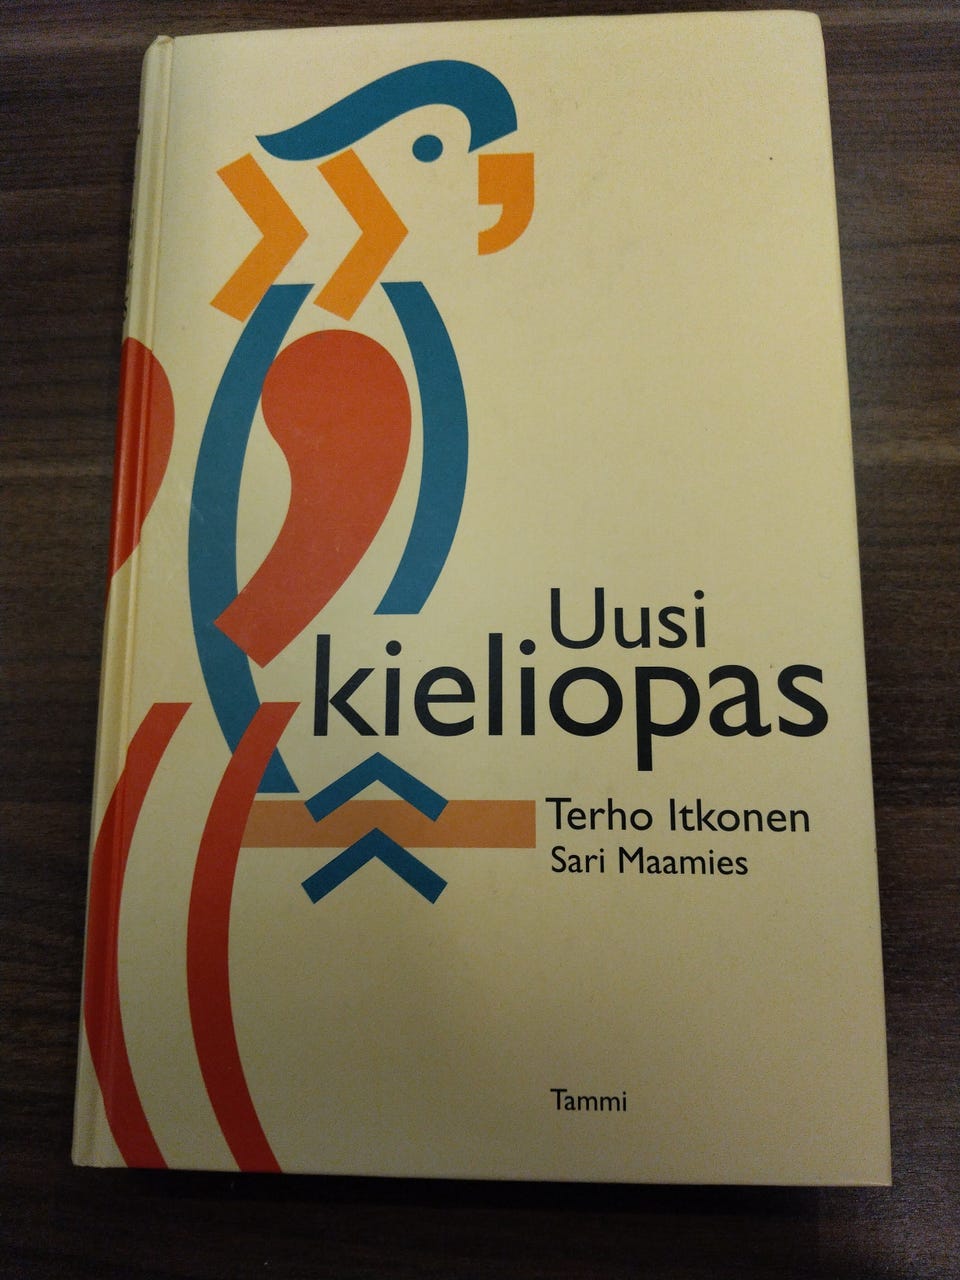 Uusi
kieliopas
Terho Itkonen
Sari Maamies
Tammi